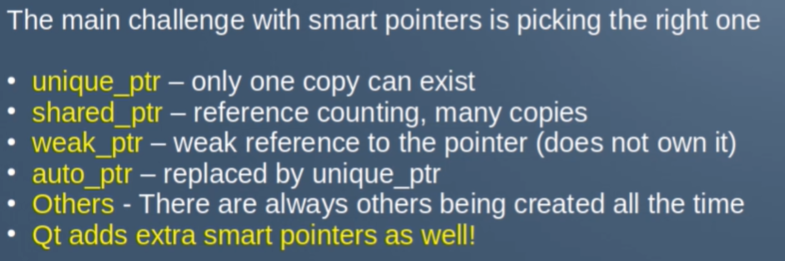 The main challenge with smart pointers is picking the right one
• unique_ptr – only one copy can exist
• shared_ptr – reference counting, many copies
• weak_ptr – weak reference to the pointer (does not own it)
• auto_ptr – replaced by unique_ptr
• Others - There are always others being created all the time
• Qt adds extra smart pointers as well!